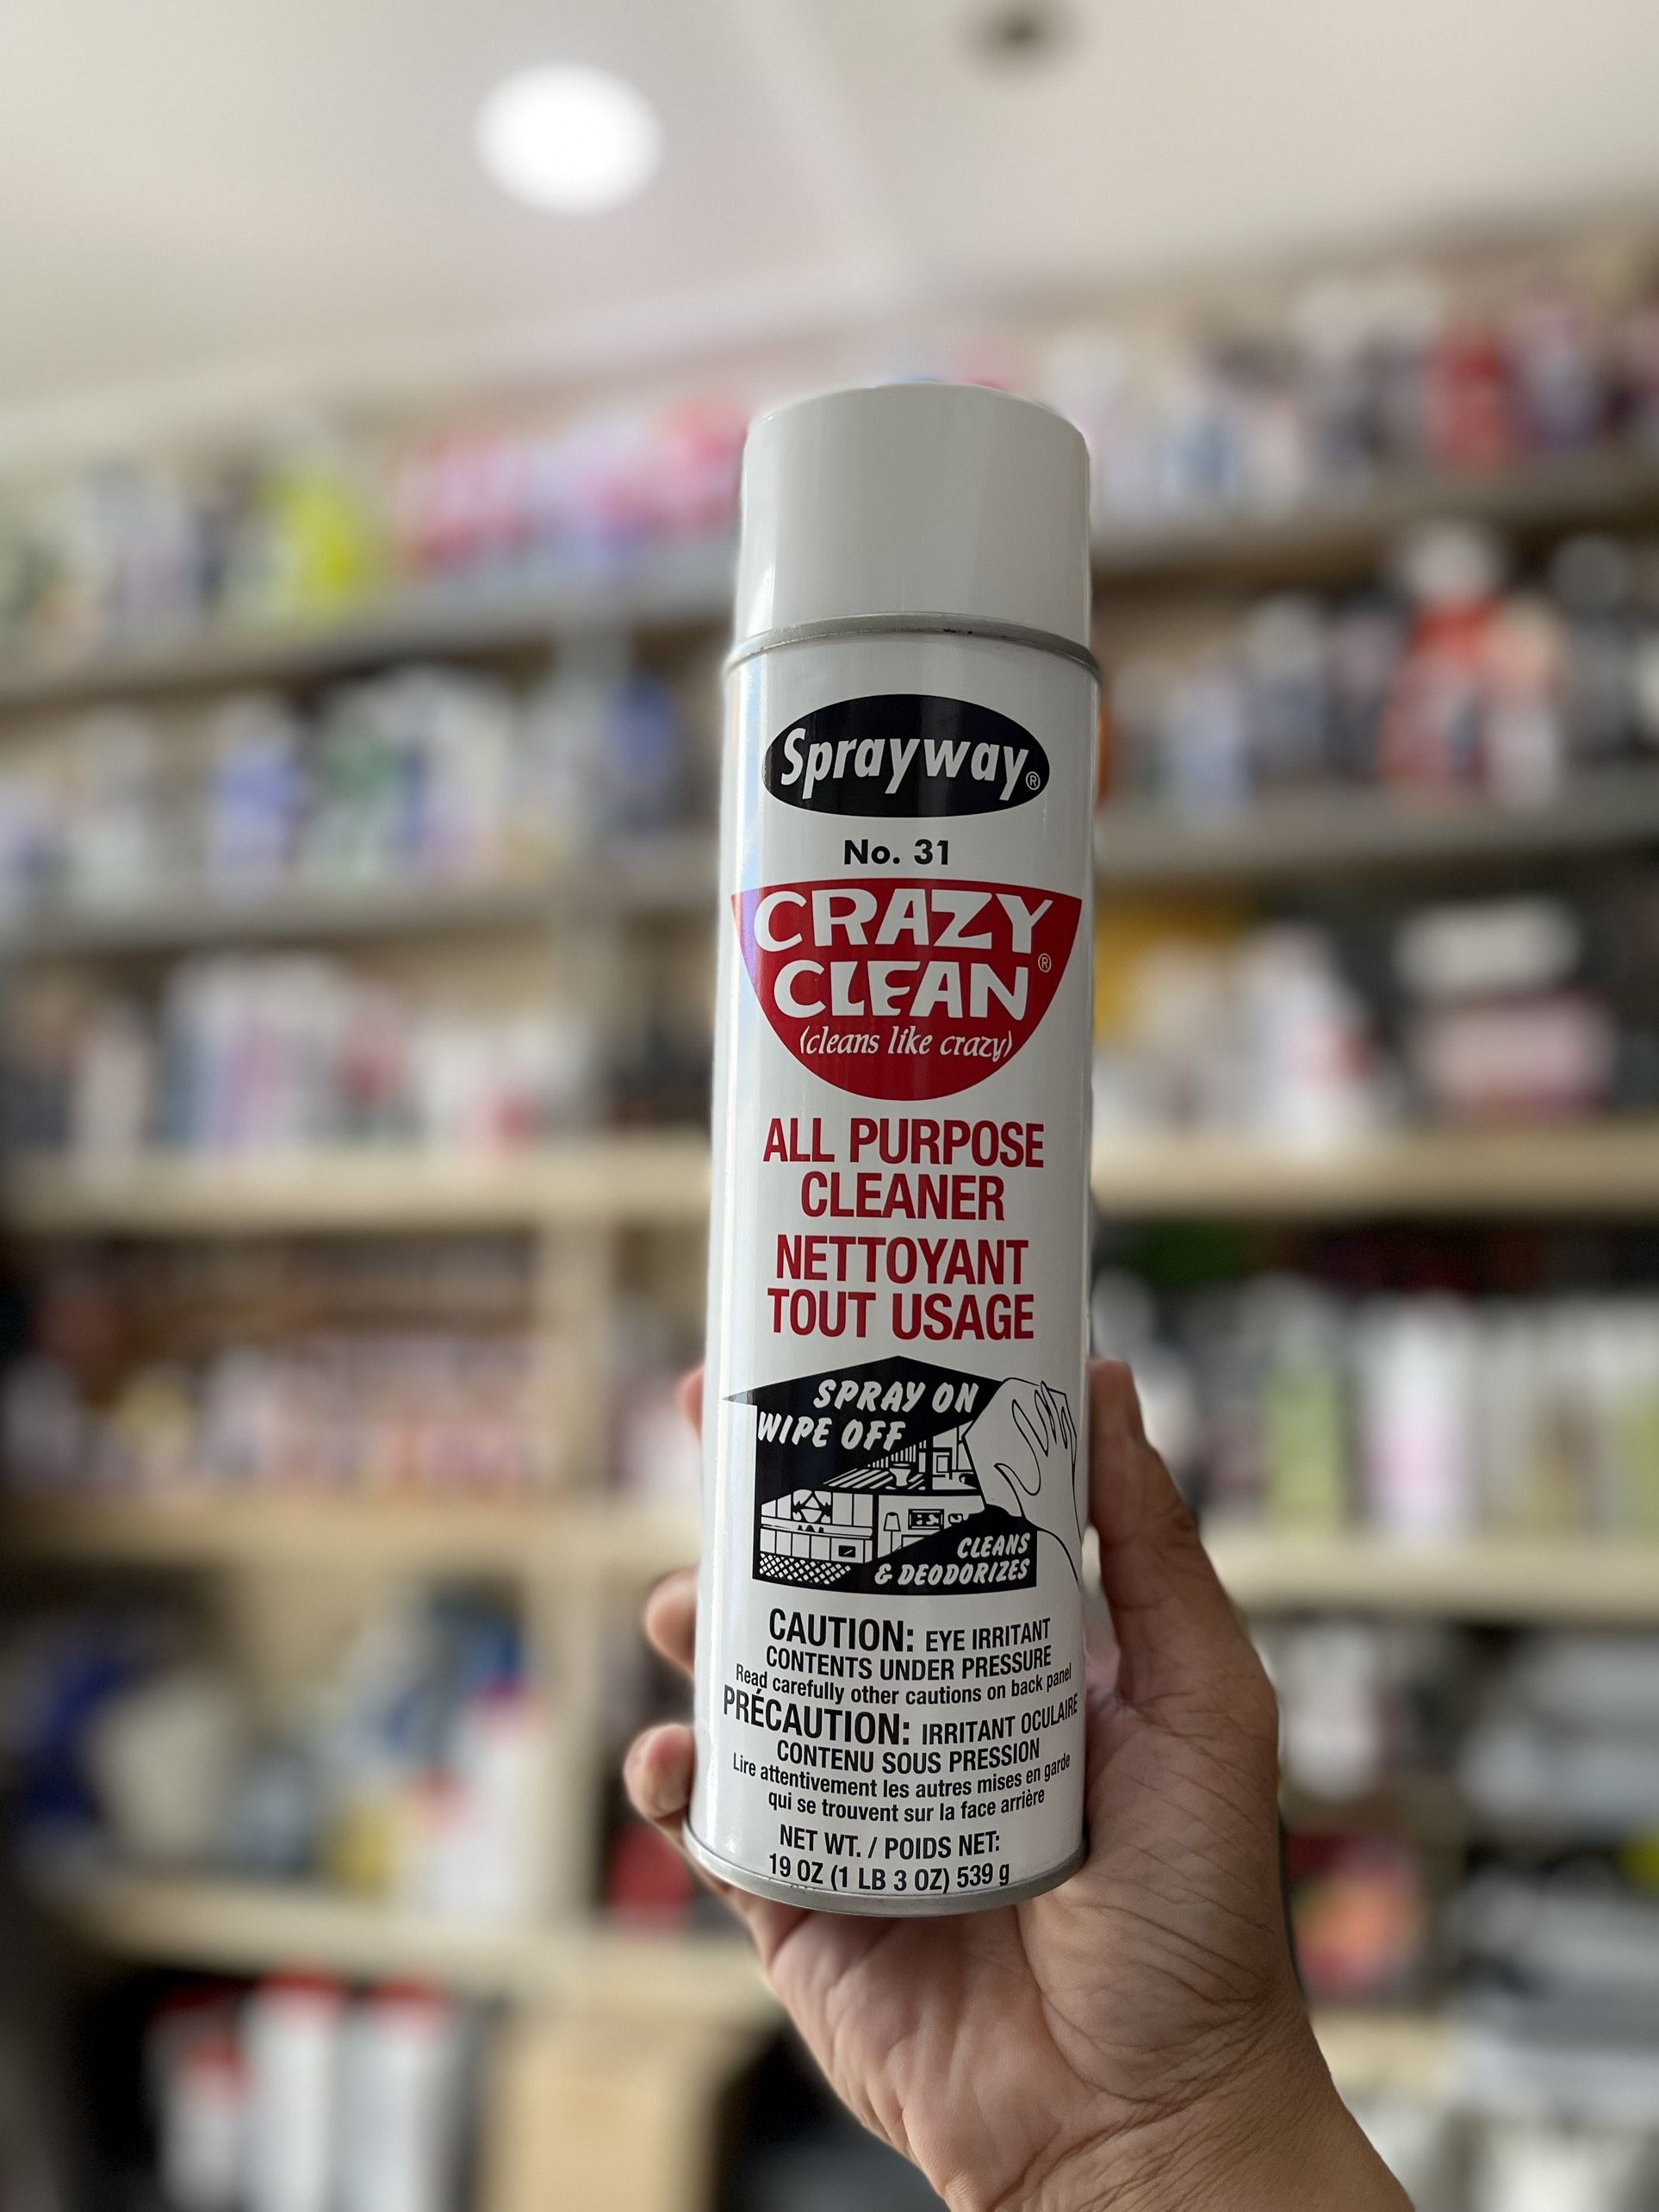 Sprayway®
No. 31
CRAZY
CLEAN®
(cleans like crazy)
ALL PURPOSE
CLEANER
NETTOYANT
TOUT USAGE
SPRAY ON
WIPE OFF
CLEANS
& DEODORIZES
CAUTION: EYE IRRITANT
CONTENTS UNDER PRESSURE
Read carefully other cautions on back panel
PRÉCAUTION: IRRITANT OCULAIRE
CONTENU SOUS PRESSION
Lire attentivement les autres mises en garde
qui se trouvent sur la face arrière
NET WT. / POIDS NET:
19 OZ (1 LB 3 OZ) 539 g